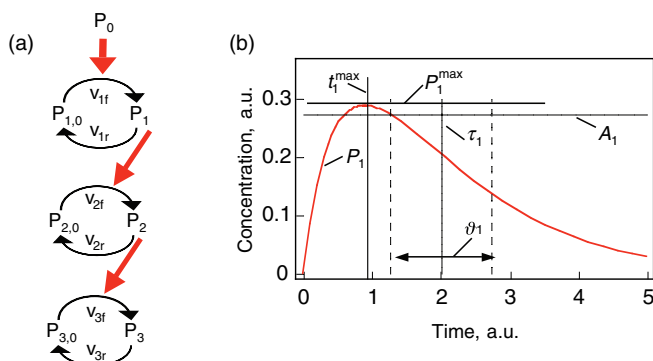 (a)
P0
v1f
P1,0
P1
v1r
v2f
P2,0
P2
v2r
v3f
P3,0
P3
v3r
(b)
t1max
P1max
0.3
τ1
A1
P1
0.2
0.1
ϑ1
0
0
1
2
3
4
5
Concentration, a.u.
Time, a.u.